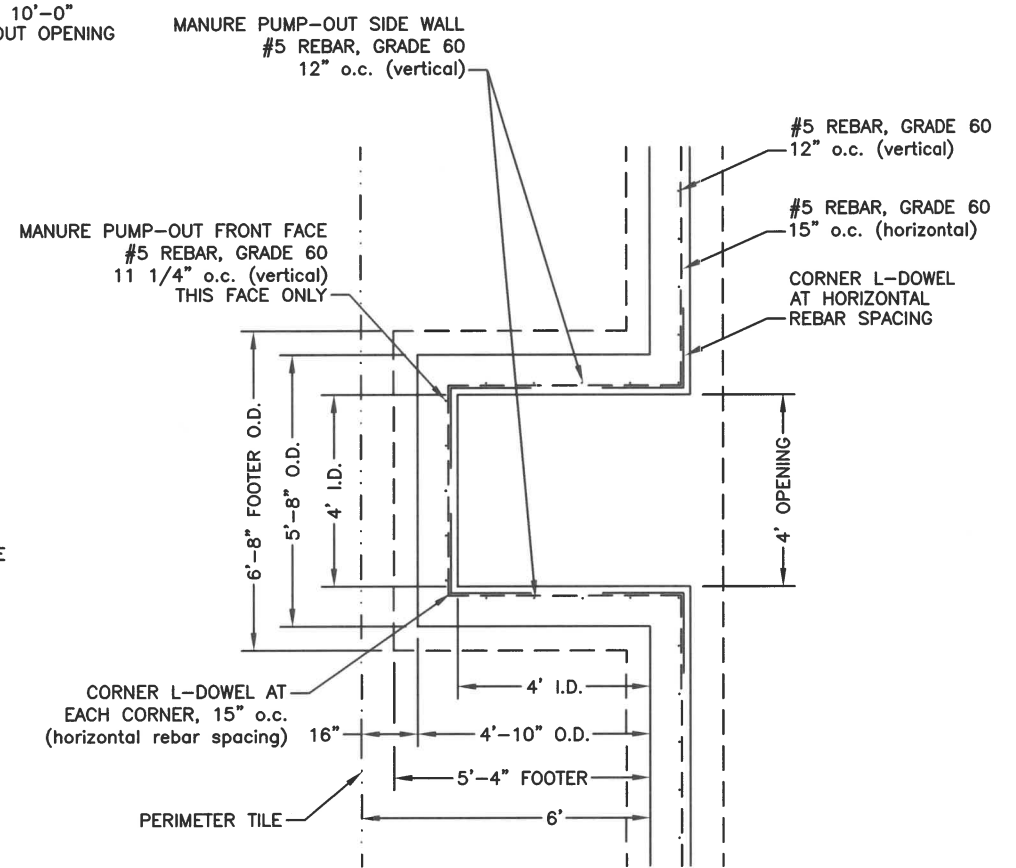 10'-0"
OUT OPENING
MANURE PUMP-OUT SIDE WALL
#5 REBAR, GRADE 60
12" o.c. (vertical)
#5 REBAR, GRADE 60
12" o.c. (vertical)
#5 REBAR, GRADE 60
15" o.c. (horizontal)
MANURE PUMP-OUT FRONT FACE
#5 REBAR, GRADE 60
11 1/4" o.c. (vertical)
THIS FACE ONLY
CORNER L-DOWEL
AT HORIZONTAL
REBAR SPACING
6'-8" FOOTER O.D.
5'-8" O.D.
4' I.D.
4' OPENING
E
4' I.D.
CORNER L-DOWEL AT
EACH CORNER, 15" o.c.
(horizontal rebar spacing)
16"
4'-10" O.D.
5'-4" FOOTER
6'
PERIMETER TILE